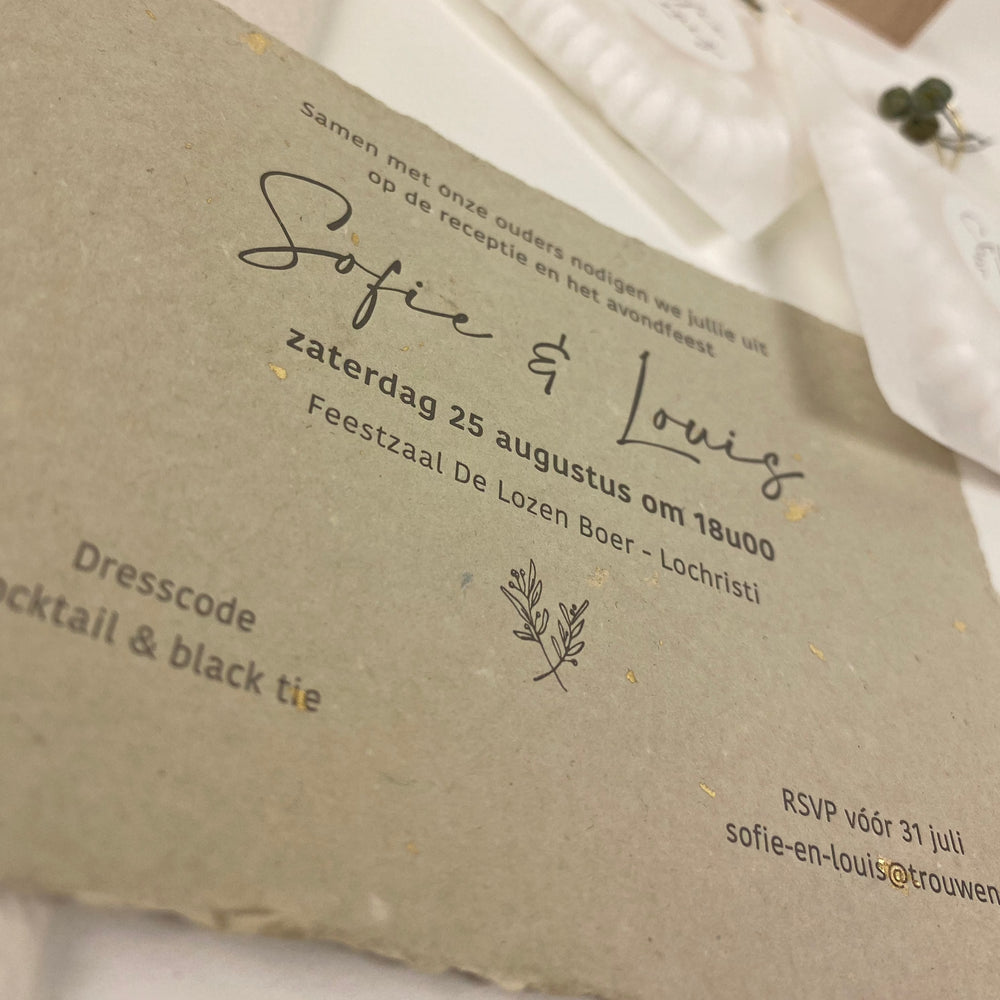 Samen met onze ouders nodigen we jullie uit
op de receptie en het avondfeest
Sofie & Louis
zaterdag 25 augustus om 18u00
Feestzaal De Lozen Boer - Lochristi
Dresscode
ocktail & black tie
RSVP vóór 31 juli
sofie-en-louis@trouwen